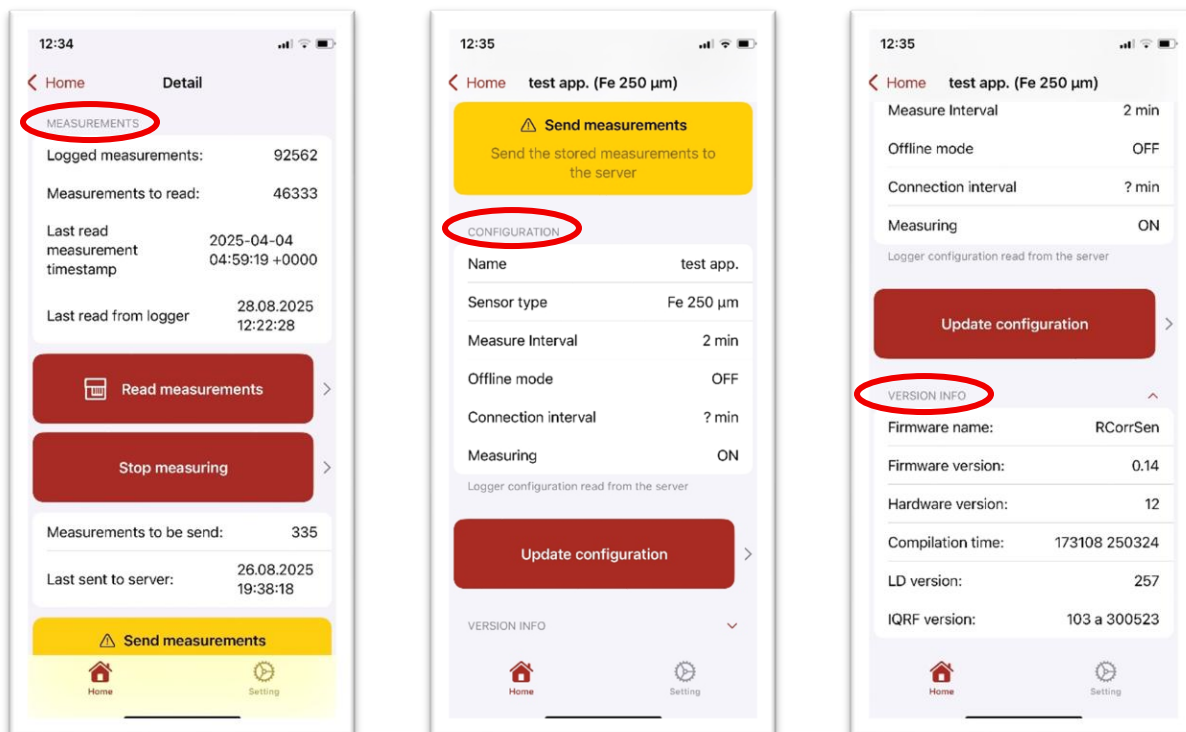 12:34
Home Detail
MEASUREMENTS
Logged measurements: 92562
Measurements to read: 46333
Last read
measurement
timestamp
2025-04-04
04:59:19 +0000
Last read from logger
28.08.2025
12:22:28
Read measurements
Stop measuring
Measurements to be send: 335
Last sent to server:
26.08.2025
19:38:18
Send measurements
Home Setting
12:35
Home test app. (Fe 250 µm)
Send measurements
Send the stored measurements to
the server
CONFIGURATION
Name test app.
Sensor type Fe 250 µm
Measure Interval 2 min
Offline mode OFF
Connection interval ? min
Measuring ON
Logger configuration read from the server
Update configuration
VERSION INFO
Home Setting
12:35
Home test app. (Fe 250 µm)
Measure Interval 2 min
Offline mode OFF
Connection interval ? min
Measuring ON
Logger configuration read from the server
Update configuration
VERSION INFO
Firmware name: RCorrSen
Firmware version: 0.14
Hardware version: 12
Compilation time: 173108 250324
LD version: 257
IQRF version: 103 a 300523
Home Setting